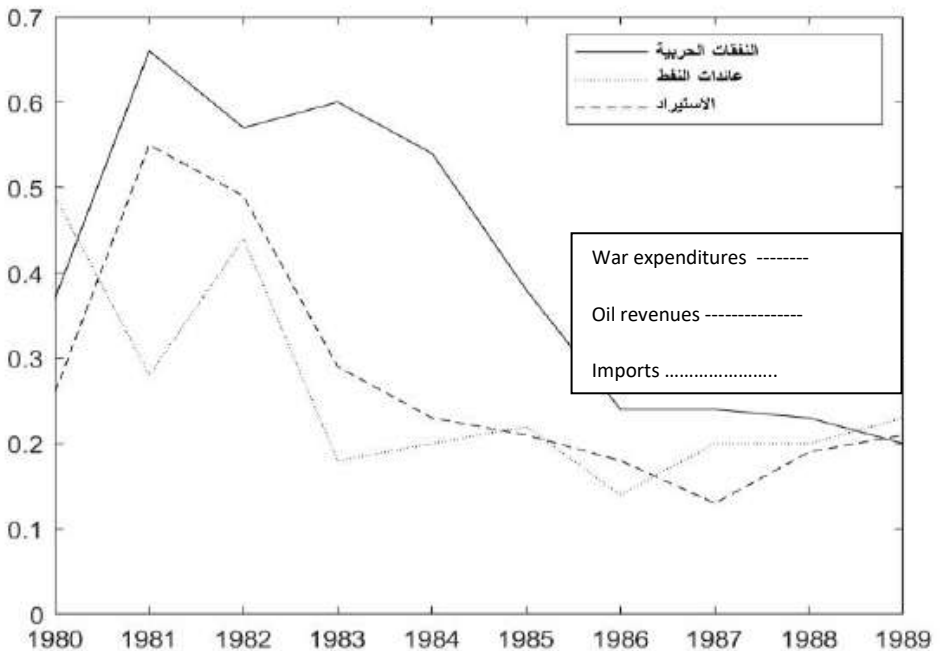 0.7
0.6
0.5
0.4
0.3
0.2
0.1
0
النفقات الحربية
عائدات النفط
الاستيراد
War expenditures --------
Oil revenues ---------------
Imports …………………..
1980 1981 1982 1983 1984 1985 1986 1987 1988 1989